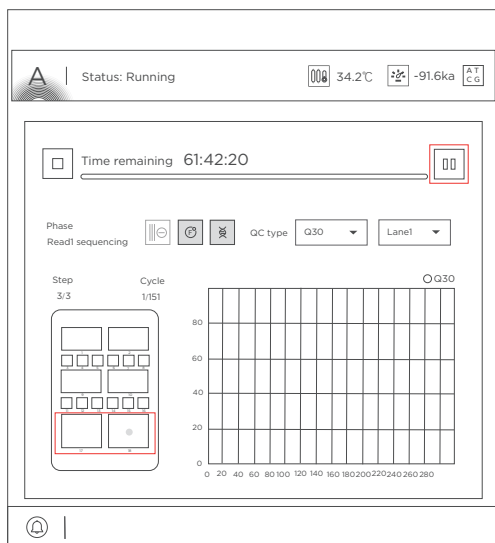 A Status: Running 34.2℃ -91.6ka A T
C G
Time remaining 61:42:20
Phase
Read1 sequencing
QC type Q30 Lane1
Step Cycle
3/3 1/151
Q30
80
60
40
20
0
0 20 40 60 80 100 120 140 160 180 200 220 240 260 280